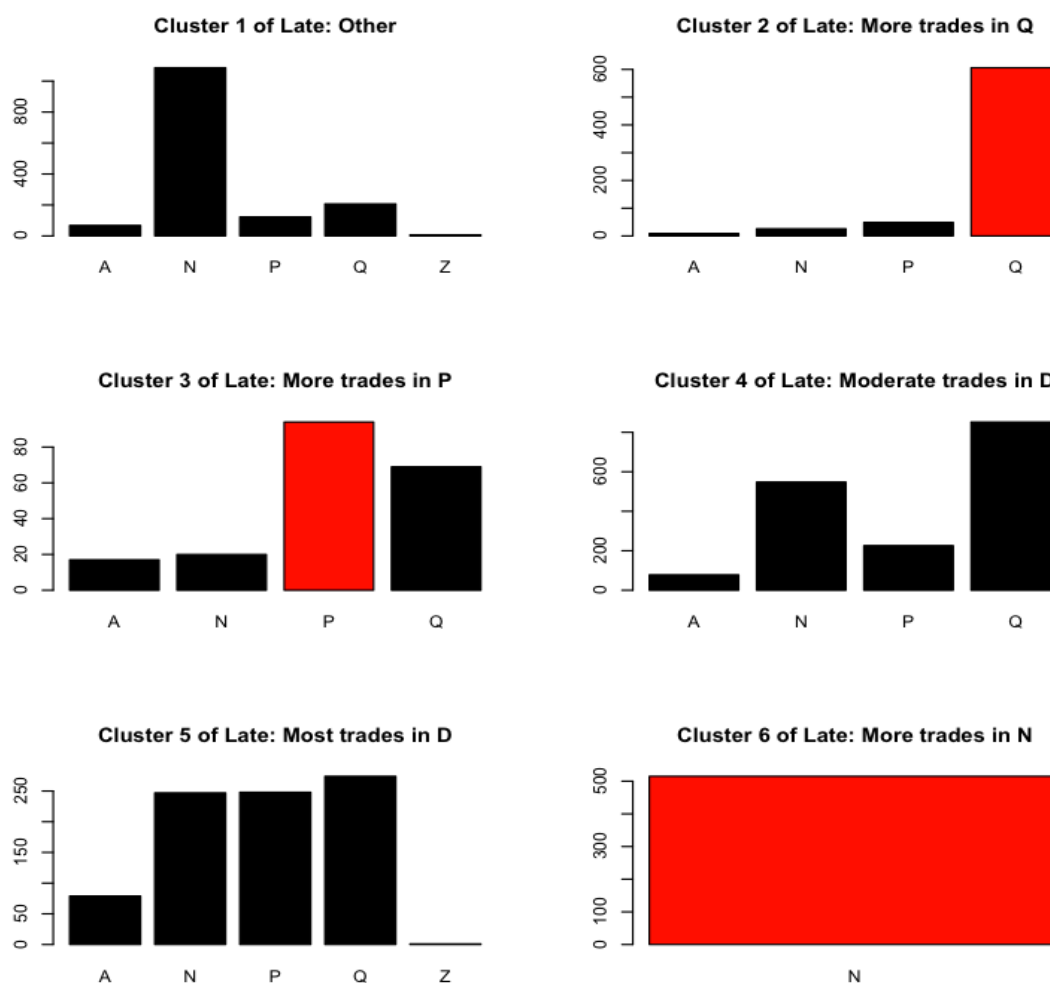 Cluster 1 of Late: Other
0 400 800
A N P Q Z
Cluster 2 of Late: More trades in Q
0 200 400 600
A N P Q
Cluster 3 of Late: More trades in P
0 20 40 60 80
A N P Q
Cluster 4 of Late: Moderate trades in D
0 200 600
A N P Q
Cluster 5 of Late: Most trades in D
0 50 150 250
A N P Q Z
Cluster 6 of Late: More trades in N
0 100 300 500
N